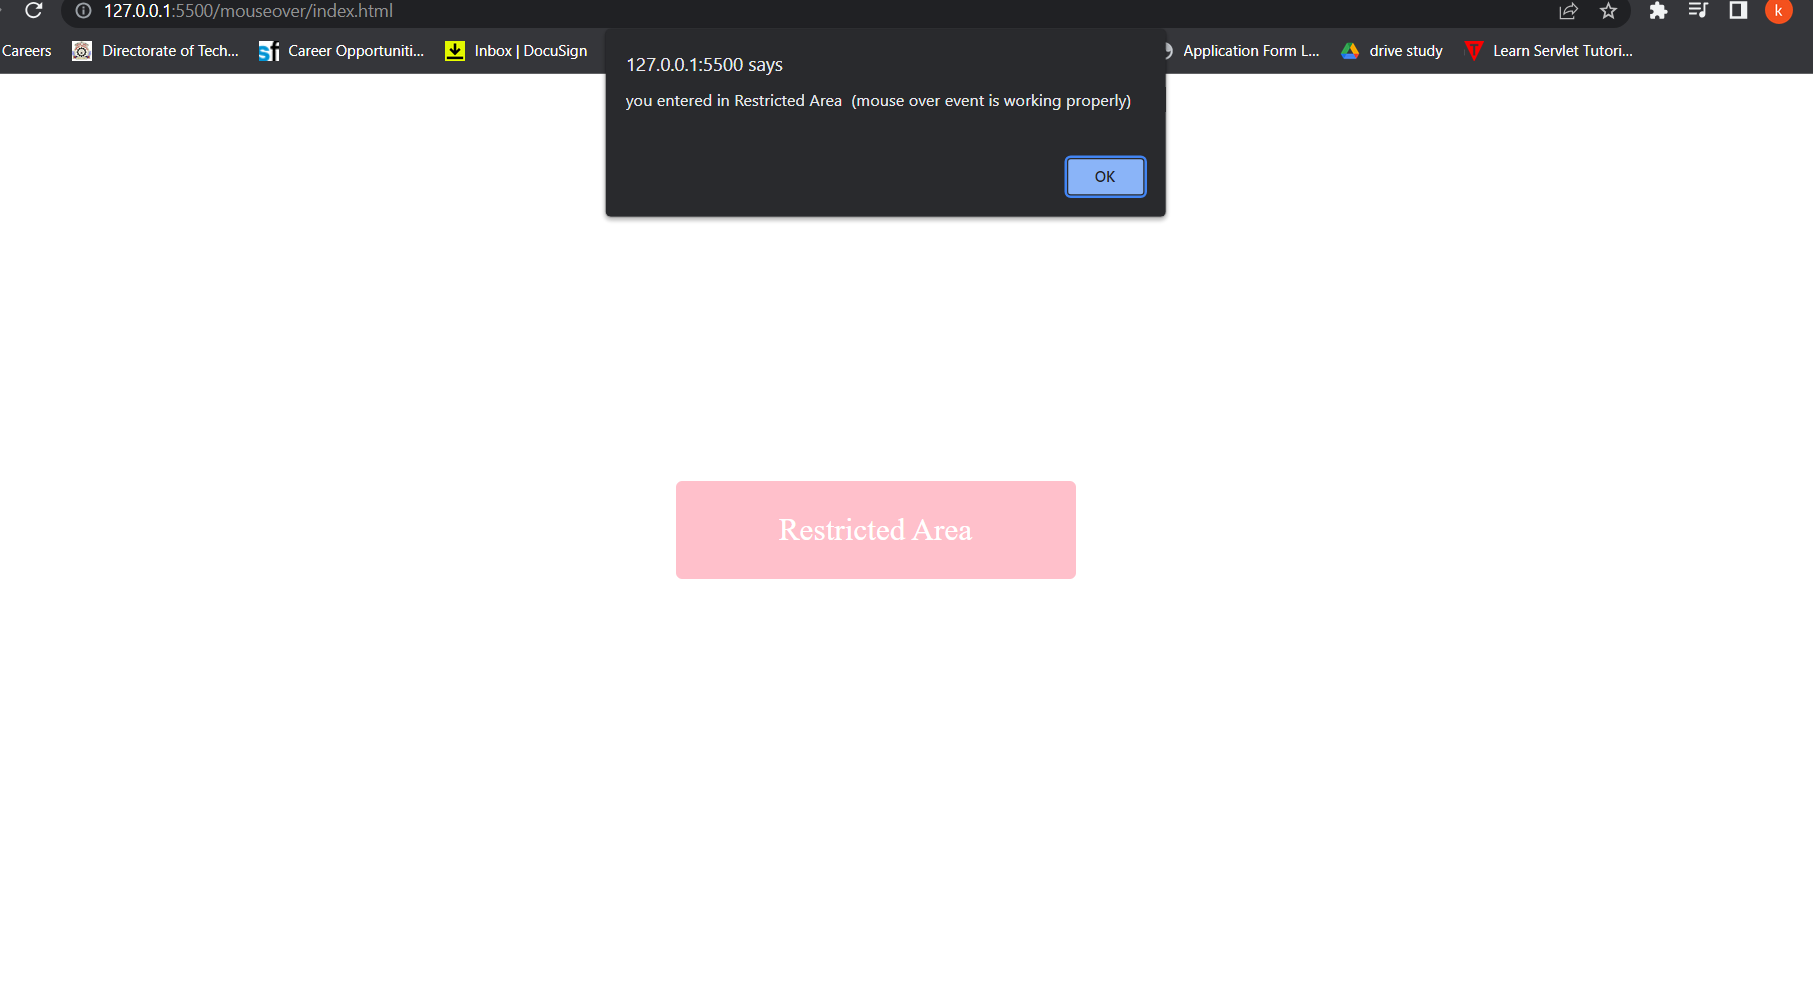 127.0.0.1:5500/mouseover/index.html
k
Careers Directorate of Tech... sf Career Opportuniti... Inbox | DocuSign Application Form L... drive study T Learn Servlet Tutori...
127.0.0.1:5500 says
you entered in Restricted Area (mouse over event is working properly)
OK
Restricted Area